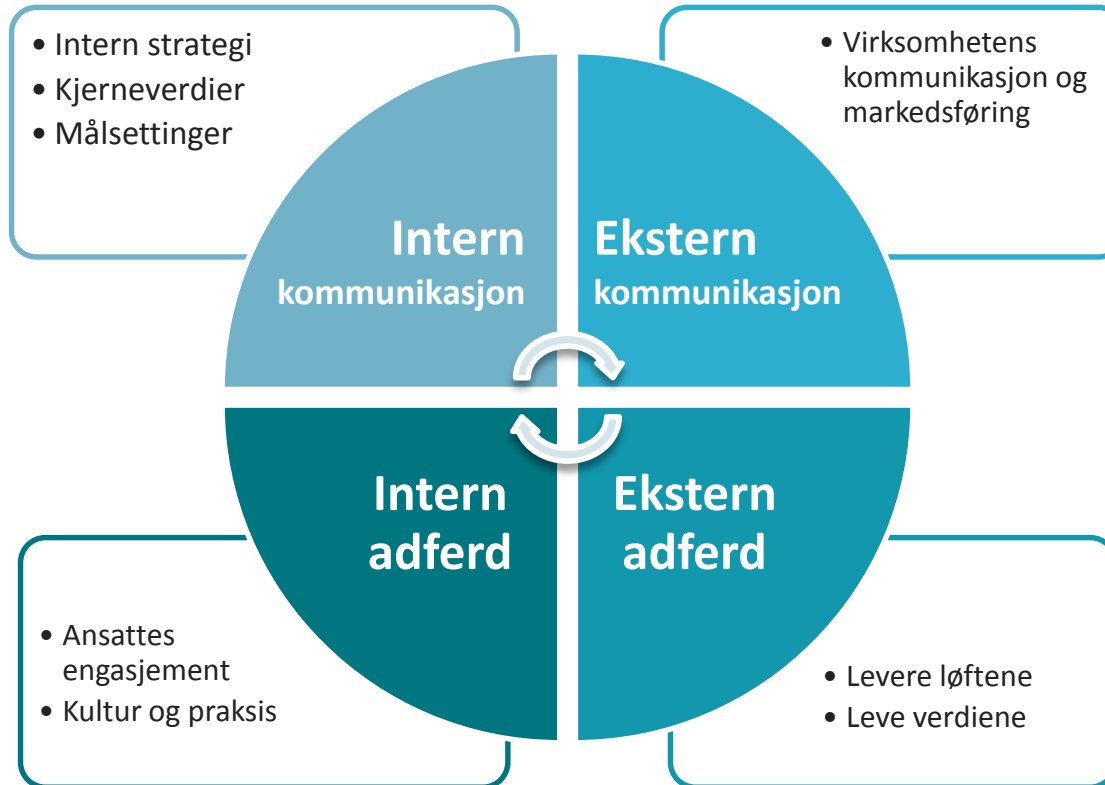 • Intern strategi
• Kjerneverdier
• Målsettinger
• Virksomhetens
kommunikasjon og
markedsføring
Intern
kommunikasjon
Ekstern
kommunikasjon
Intern
adferd
Ekstern
adferd
• Ansattes
engasjement
• Kultur og praksis
• Levere løftene
• Leve verdiene